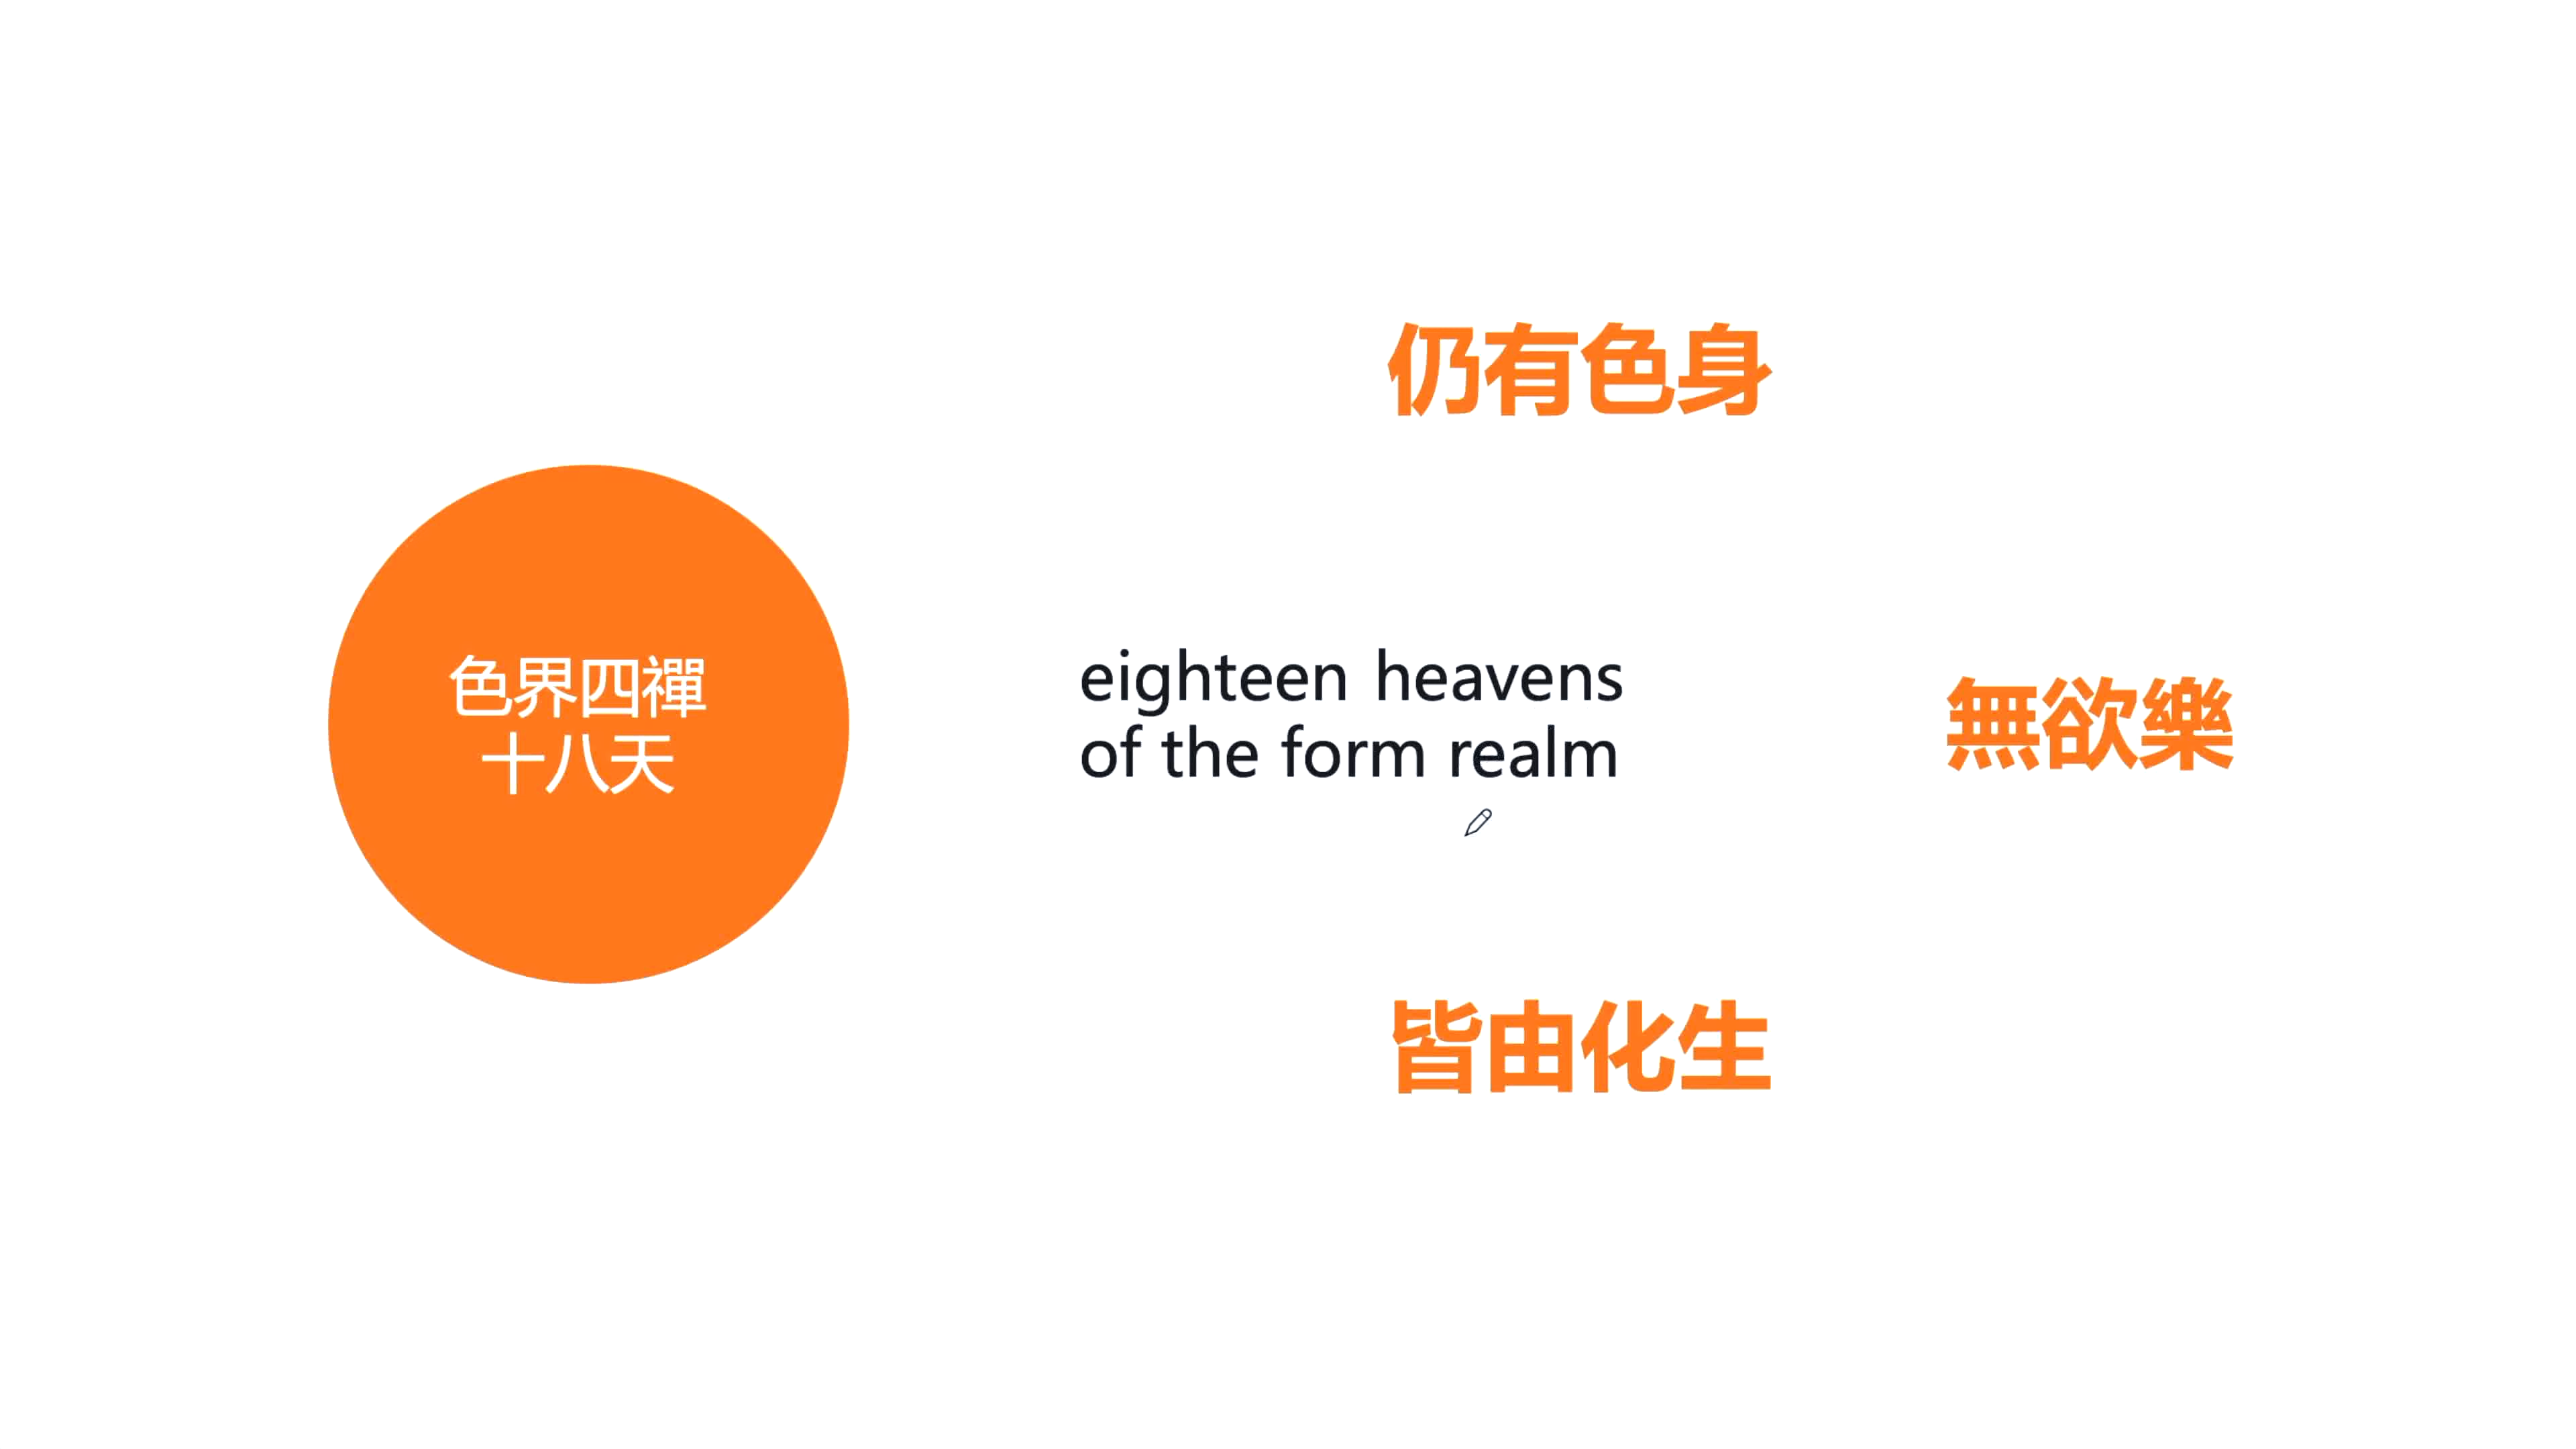 仍有色身
色界四禪
十八天
eighteen heavens
of the form realm
無欲樂
皆由化生